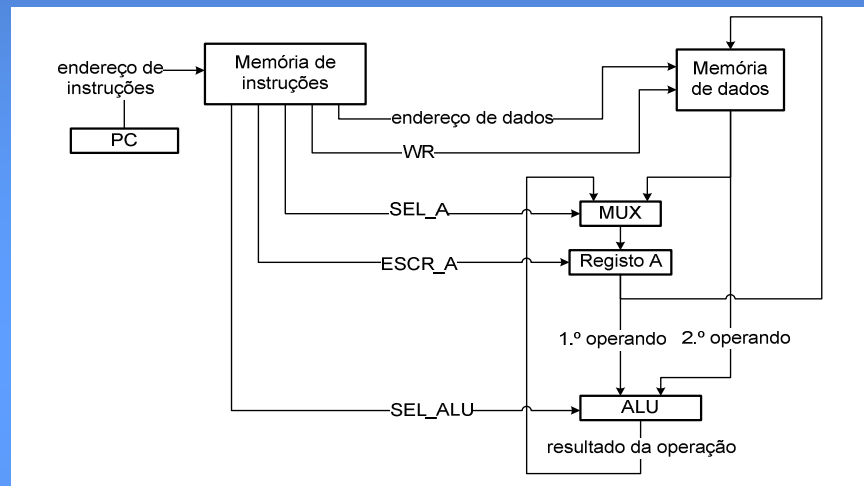 endereço de
instruções
PC
Memória de
instruções
endereço de dados
WR
SEL_A
ESCR_A
SEL_ALU
Memória
de dados
MUX
Registo A
1.º operando
2.º operando
ALU
resultado da operação